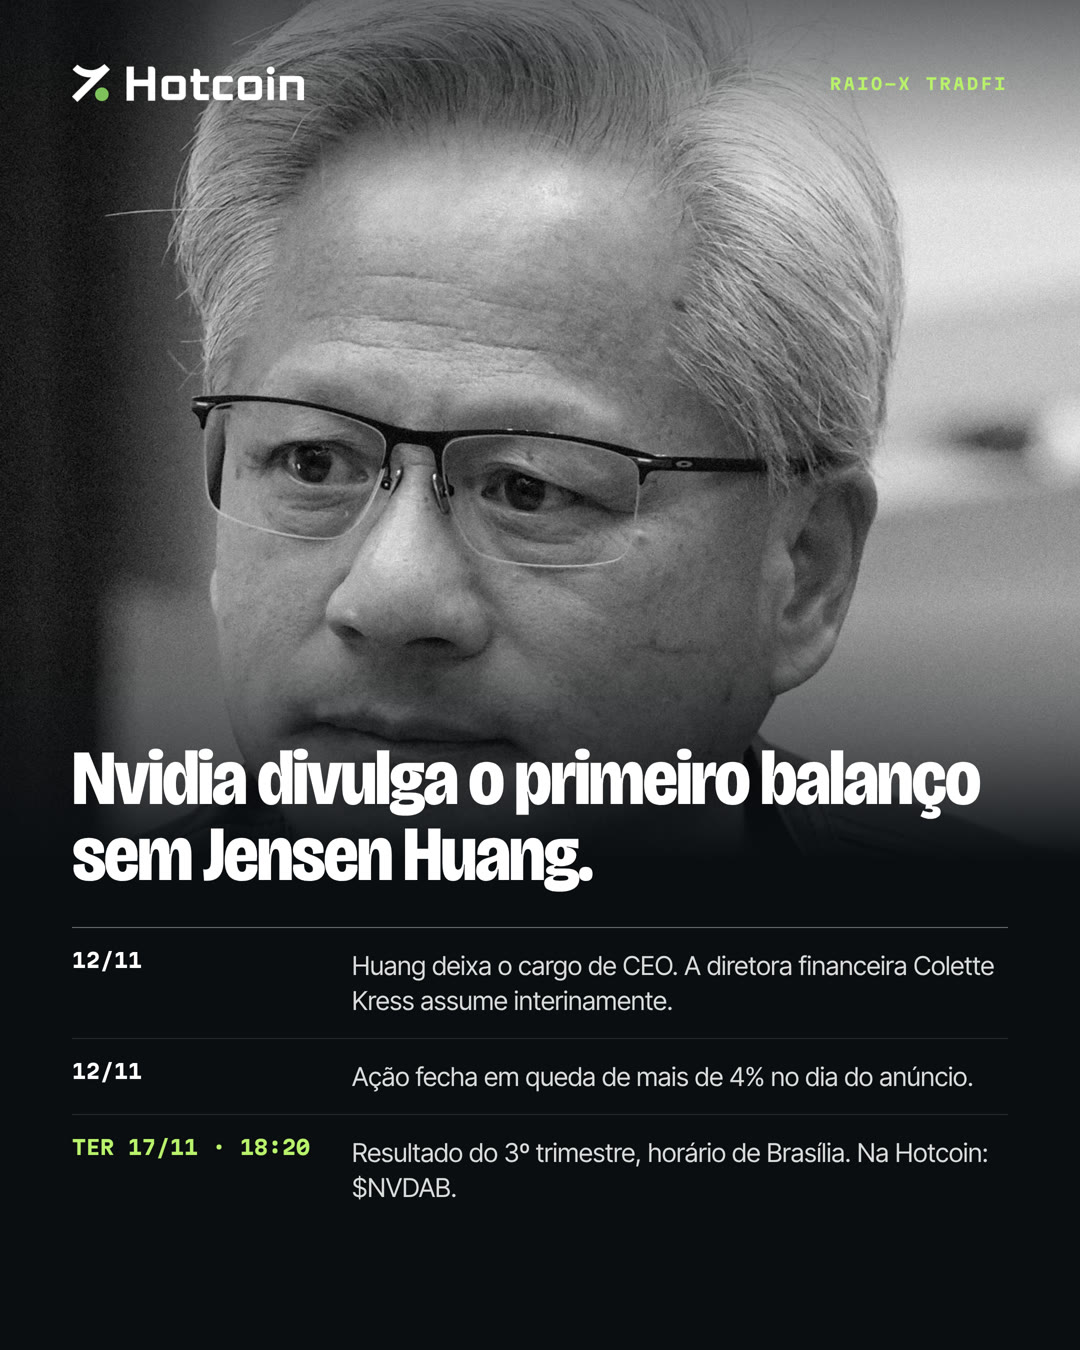 Hotcoin
RAIO-X TRADFI
Nvidia divulga o primeiro balanço
sem Jensen Huang.
12/11
Huang deixa o cargo de CEO. A diretora financeira Colette
Kress assume interinamente.
12/11
Ação fecha em queda de mais de 4% no dia do anúncio.
TER 17/11 · 18:20
Resultado do 3º trimestre, horário de Brasília. Na Hotcoin:
$NVDAB.